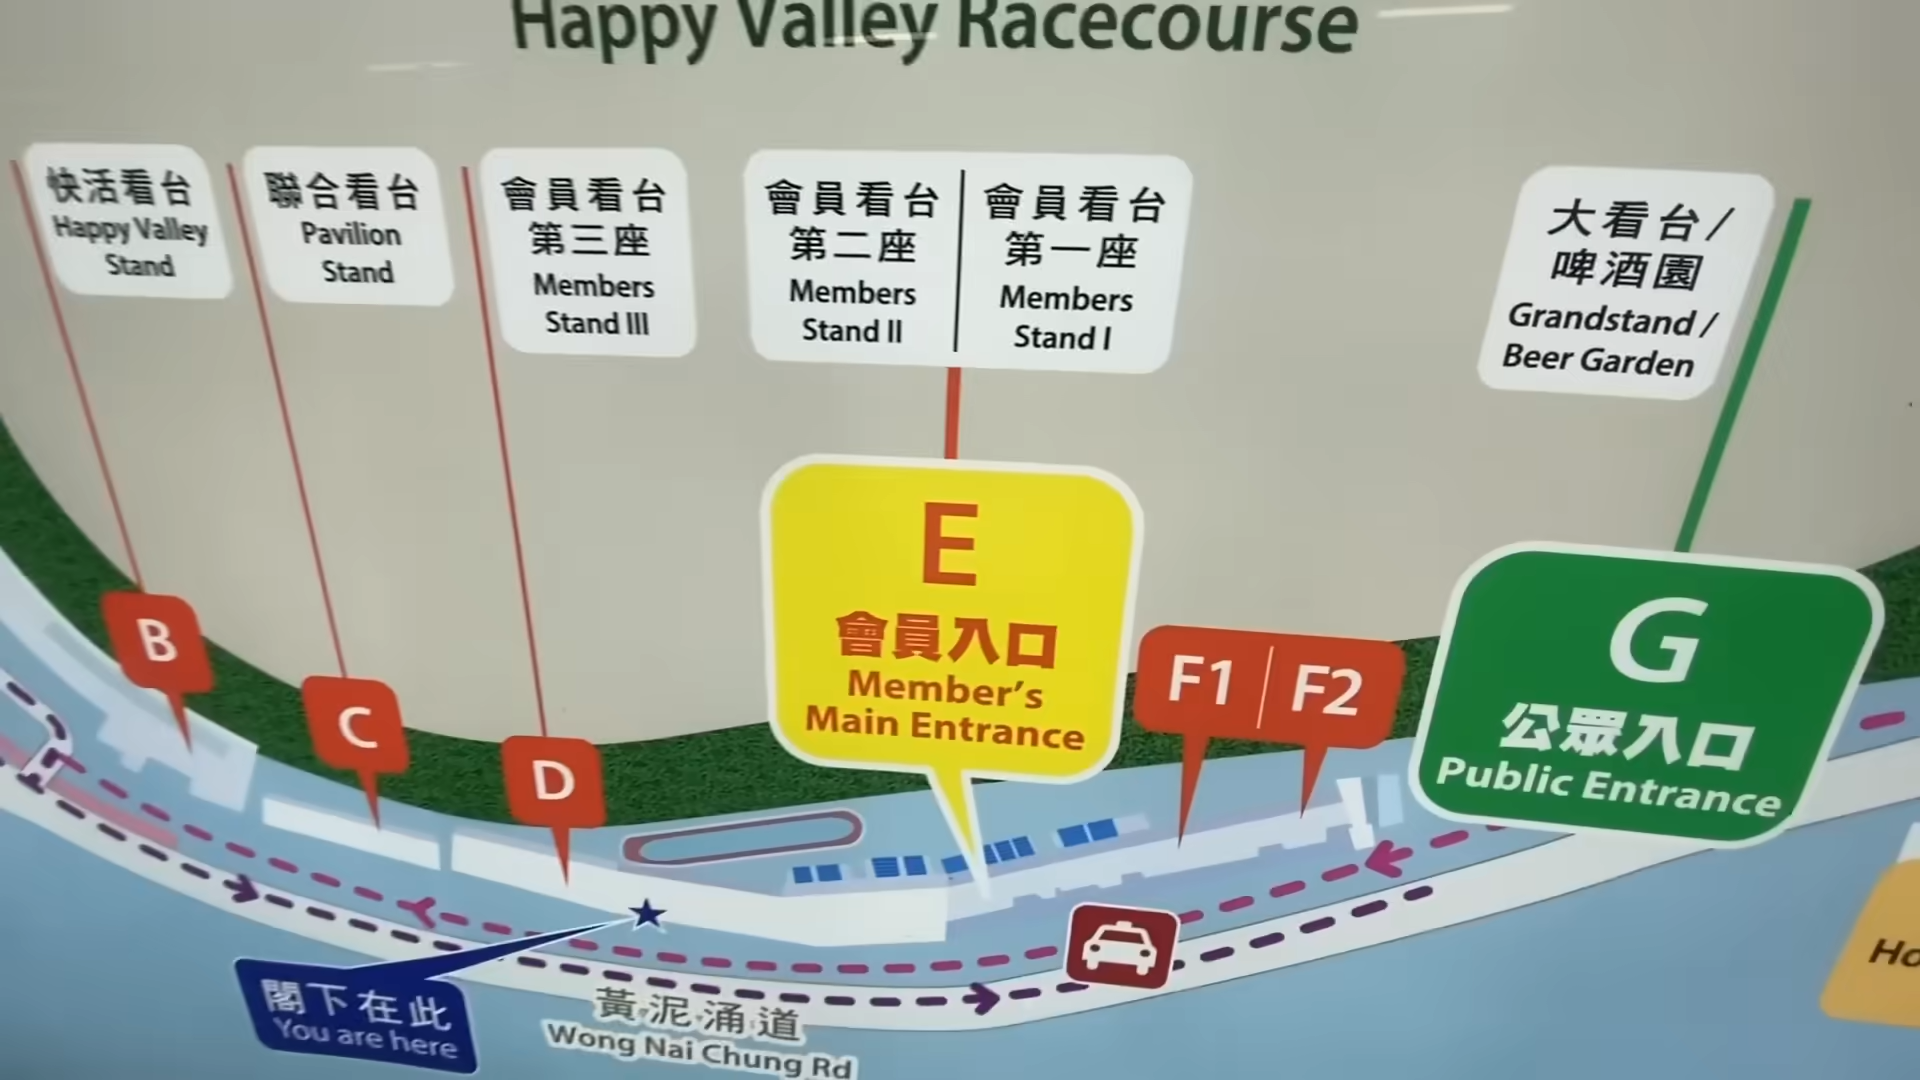 Happy Valley Racecourse
快活看台
Happy Valley
Stand
聯合看台
Pavilion
Stand
會員看台
第三座
Members
Stand III
會員看台
第二座
Members
Stand II
會員看台
第一座
Members
Stand I
大看台/
啤酒園
Grandstand /
Beer Garden
B
C
D
E
會員入口
Member's
Main Entrance
F1
F2
G
公眾入口
Public Entrance
閣下在此
You are here
黃泥涌道
Wong Nai Chung Rd